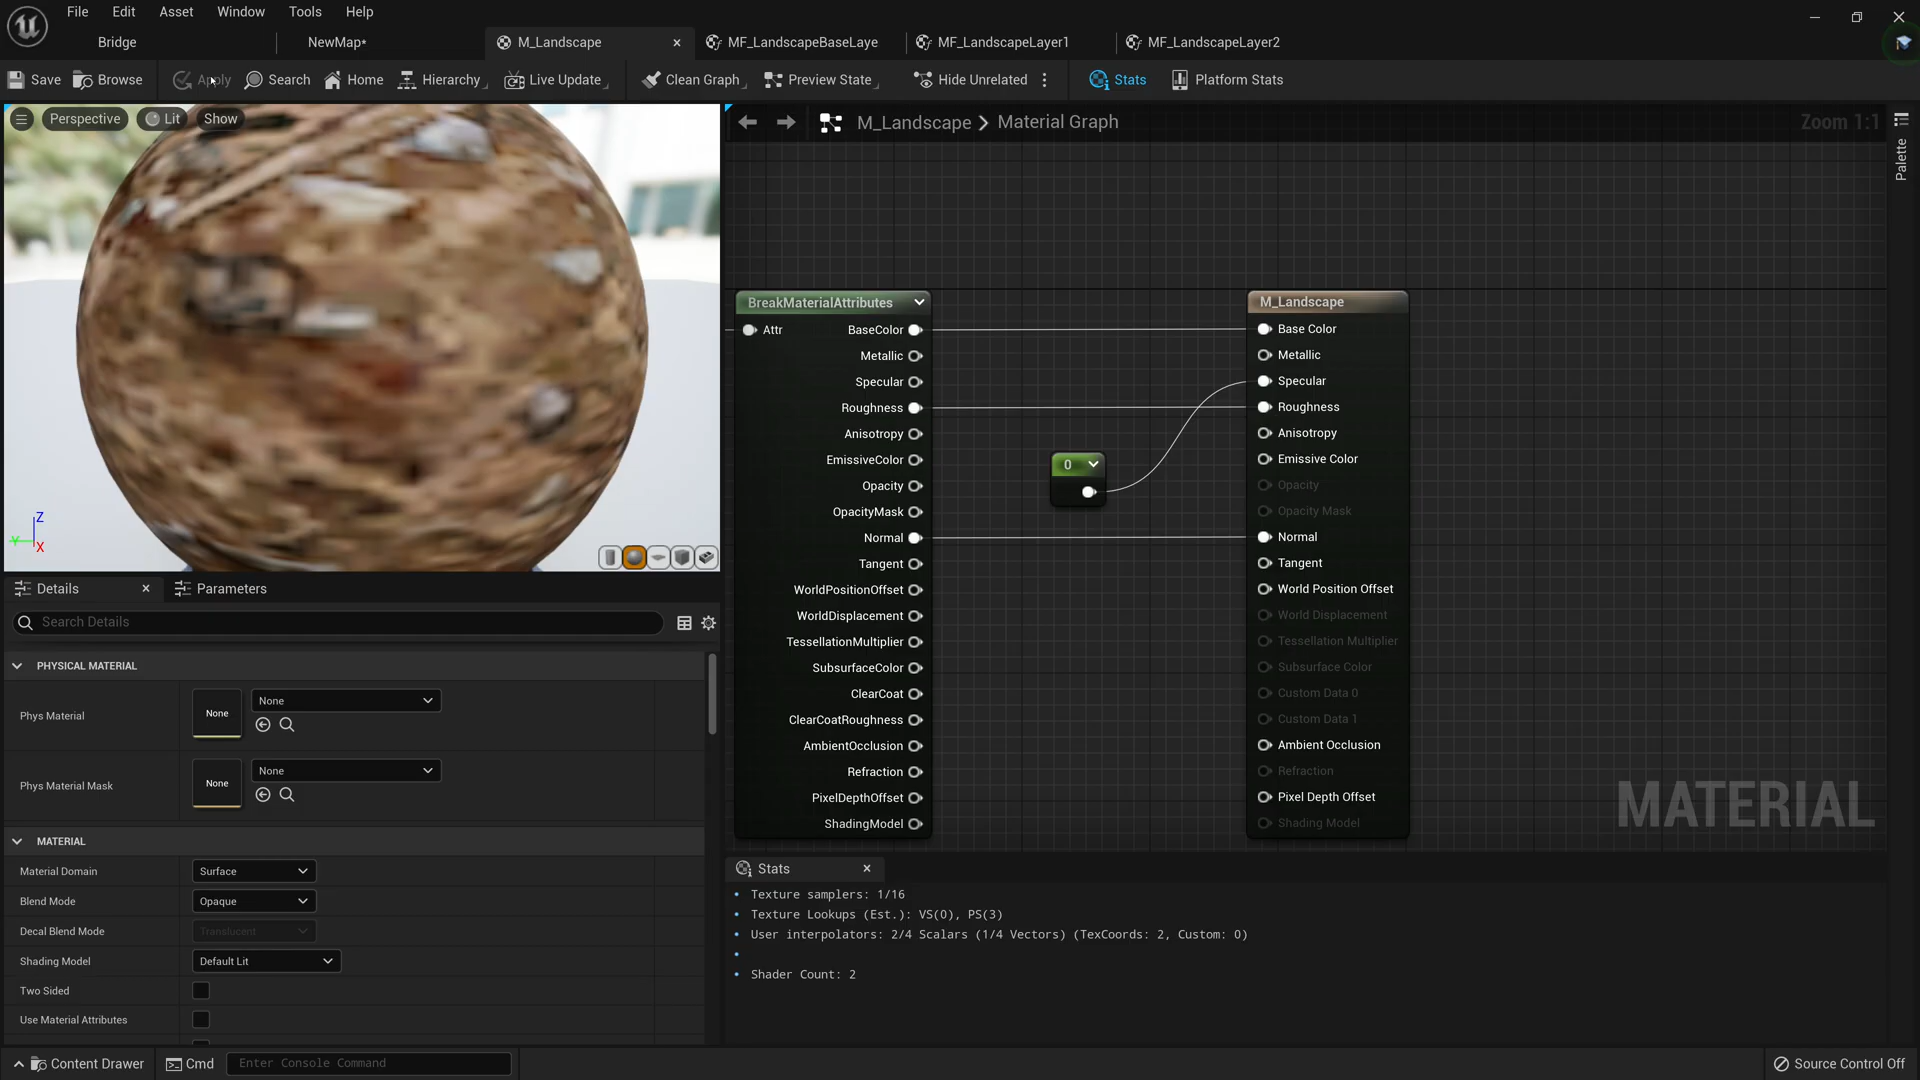 File Edit Asset Window Tools Help
Bridge NewMap* M_Landscape MF_LandscapeBaseLaye MF_LandscapeLayer1 MF_LandscapeLayer2
Save Browse Apply Search Home Hierarchy Live Update Clean Graph Preview State Hide Unrelated Stats Platform Stats
Perspective Lit Show
M_Landscape > Material Graph
Zoom 1:1
Palette
Z
Y
X
BreakMaterialAttributes
Attr
BaseColor
Metallic
Specular
Roughness
Anisotropy
EmissiveColor
Opacity
OpacityMask
Normal
Tangent
WorldPositionOffset
WorldDisplacement
TessellationMultiplier
SubsurfaceColor
ClearCoat
ClearCoatRoughness
AmbientOcclusion
Refraction
PixelDepthOffset
ShadingModel
0
M_Landscape
Base Color
Metallic
Specular
Roughness
Anisotropy
Emissive Color
Opacity
Opacity Mask
Normal
Tangent
World Position Offset
World Displacement
Tessellation Multiplier
Subsurface Color
Custom Data 0
Custom Data 1
Ambient Occlusion
Refraction
Pixel Depth Offset
Shading Model
MATERIAL
Details Parameters
Search Details
PHYSICAL MATERIAL
Phys Material None None
Phys Material Mask None None
MATERIAL
Material Domain Surface
Blend Mode Opaque
Decal Blend Mode Translucent
Shading Model Default Lit
Two Sided
Use Material Attributes
Stats
Texture samplers: 1/16
Texture Lookups (Est.): VS(0), PS(3)
User interpolators: 2/4 Scalars (1/4 Vectors) (TexCoords: 2, Custom: 0)
Shader Count: 2
Content Drawer Cmd Enter Console Command Source Control Off